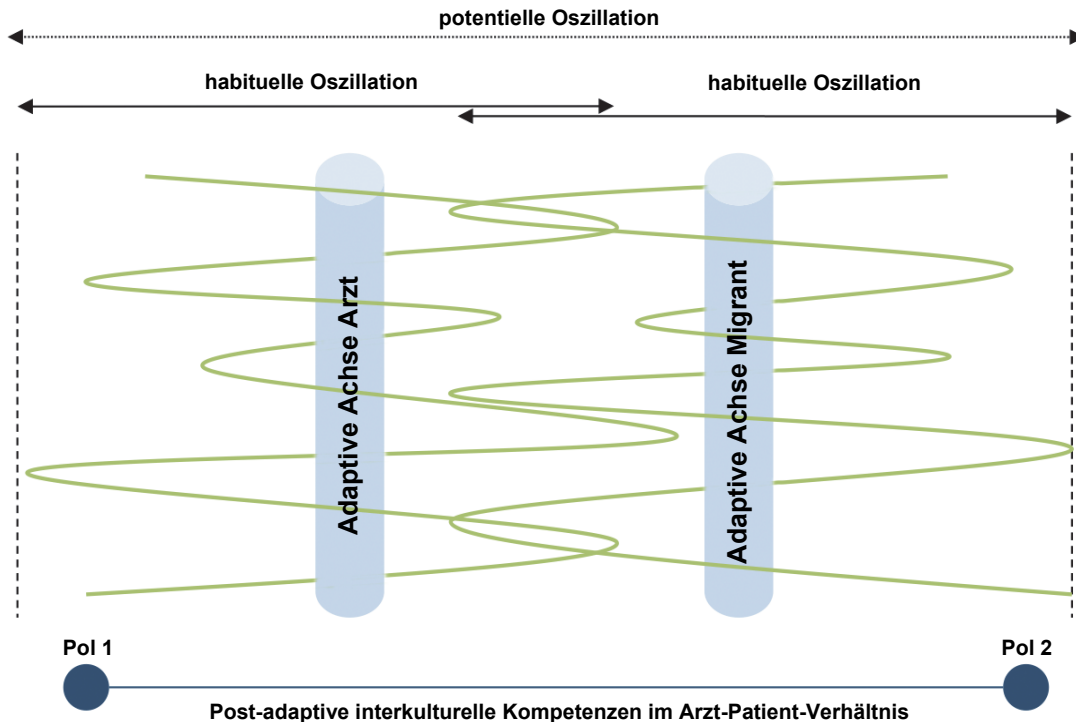 potentielle Oszillation
habituelle Oszillation
habituelle Oszillation
Adaptive Achse Arzt
Adaptive Achse Migrant
Pol 1
Pol 2
Post-adaptive interkulturelle Kompetenzen im Arzt-Patient-Verhältnis